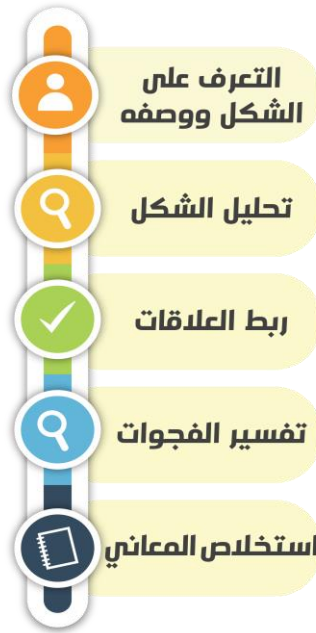 التعرف على
الشكل ووصفه
تحليل الشكل
ربط العلاقات
تفسير الفجوات
استخلاص المعاني